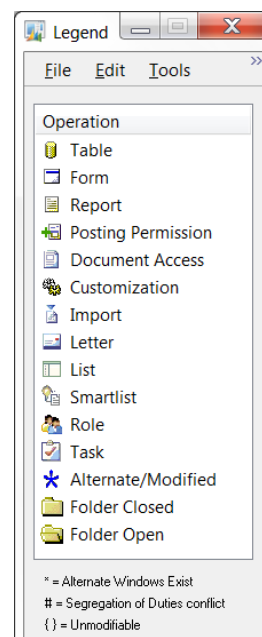 Legend
File Edit Tools »
Operation
Table
Form
Report
Posting Permission
Document Access
Customization
Import
Letter
List
Smartlist
Role
Task
Alternate/Modified
Folder Closed
Folder Open
* = Alternate Windows Exist
# = Segregation of Duties conflict
{ } = Unmodifiable